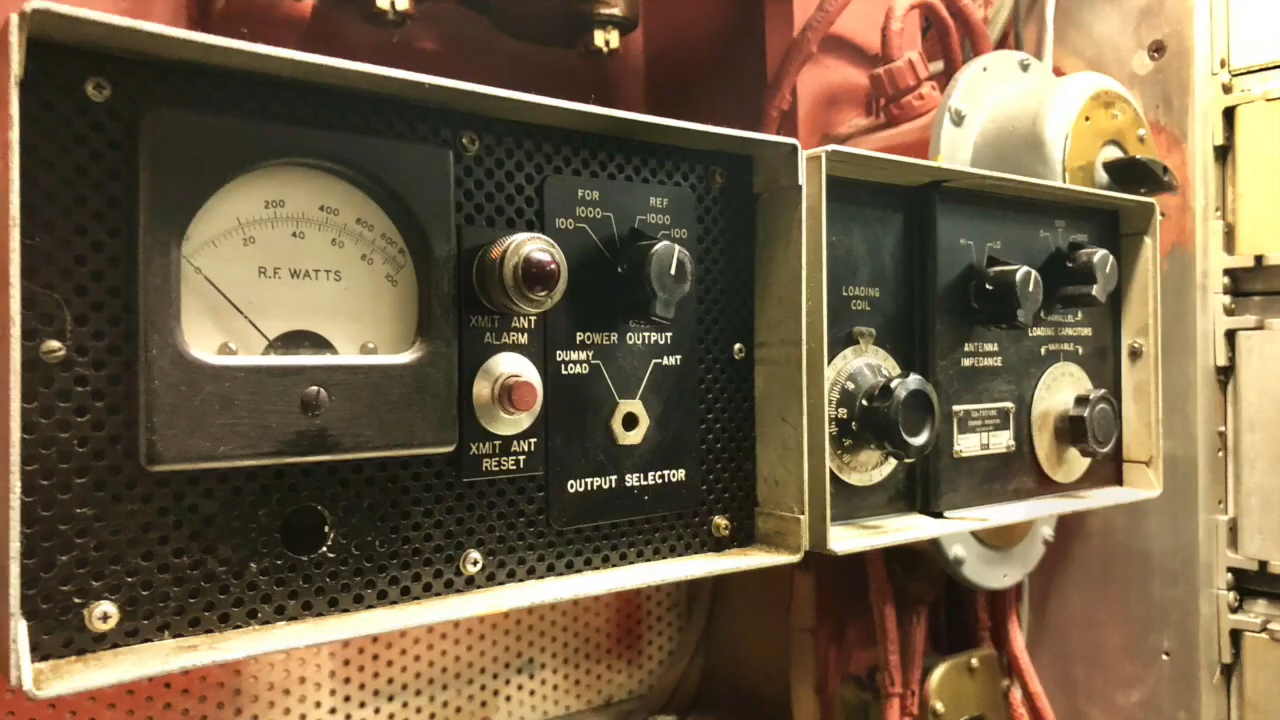 200 400 600 800
20 40 60 80 100
R.F. WATTS
XMIT ANT
ALARM
XMIT ANT
RESET
FOR REF
1000 1000
100 100
POWER OUTPUT
DUMMY
LOAD
ANT
OUTPUT SELECTOR
LOADING
COIL
20
HI LO
ANTENNA
IMPEDANCE
PARALLEL
LOADING CAPACITORS
VARIABLE